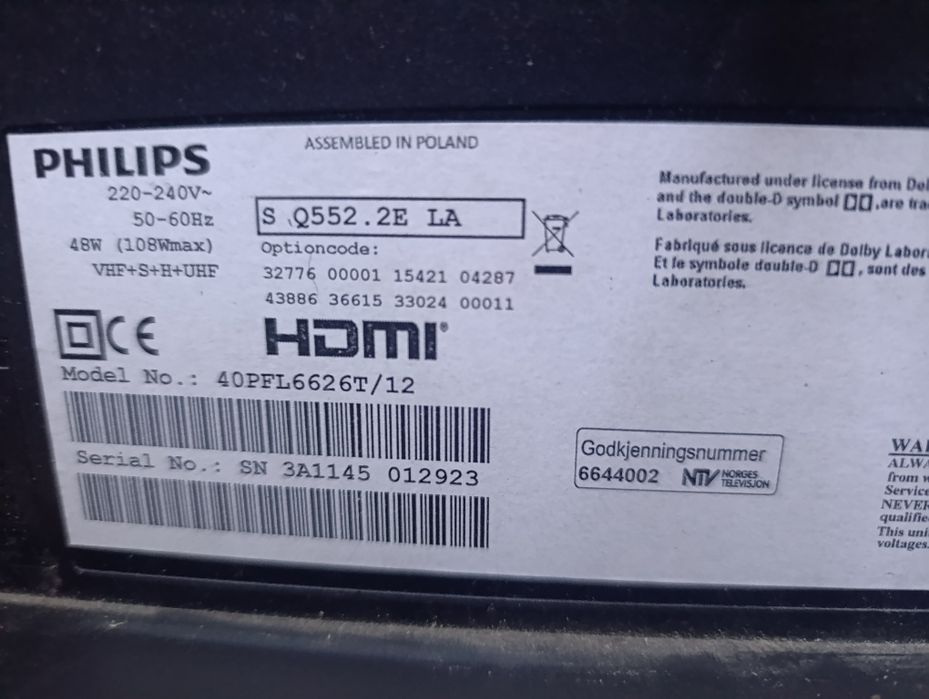 PHILIPS
ASSEMBLED IN POLAND
220-240V~
50-60Hz
48W (108Wmax)
VHF+S+H+UHF
S Q552.2E LA
Optioncode:
32776 00001 15421 04287
43886 36615 33024 00011
CE
HDMI®
Model No.: 40PFL6626T/12
Serial No.: SN 3A1145 012923
Manufactured under license from Dol
and the double-D symbol ,are tra
Laboratories.
Fabriqué sous licence de Dolby Labor
Et le symbole double-D , sont des
Laboratories.
Godkjenningsnummer
6644002 NTV NORGES
TELEVISJON
WAR
ALWA
from
Service
NEVER
qualifie
This uni
voltages